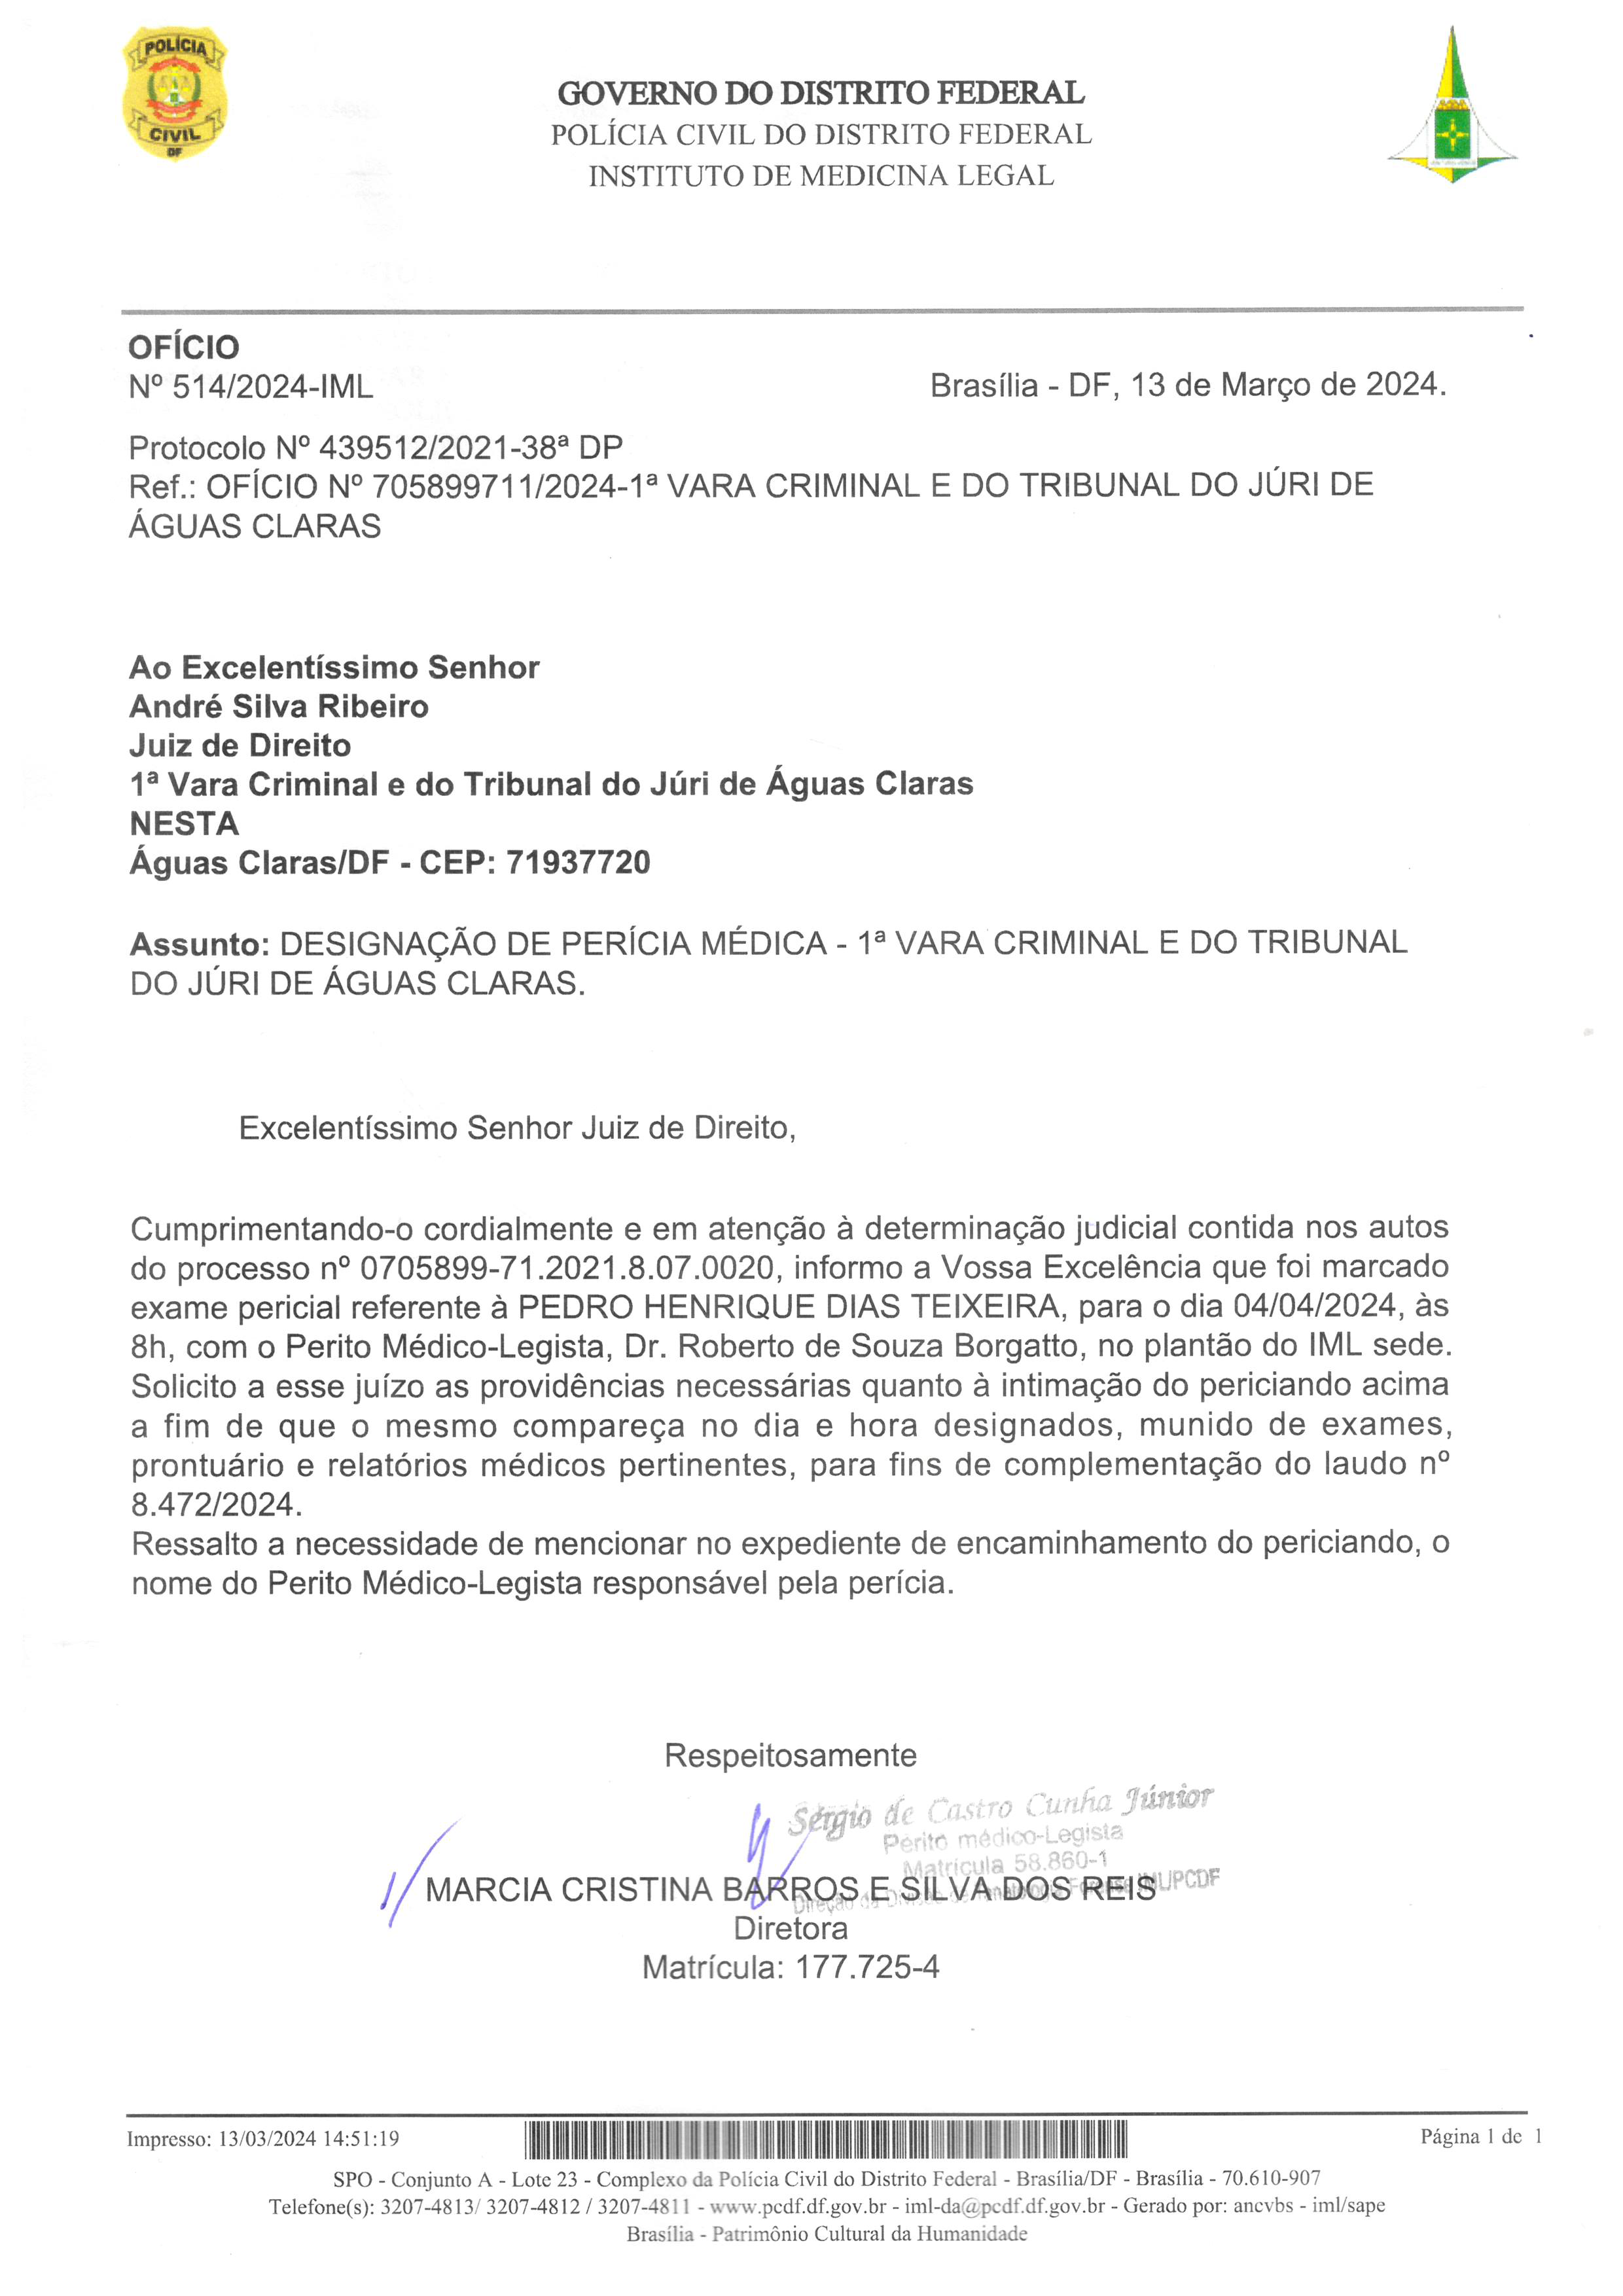 POLÍCIA
CIVIL
DF
GOVERNO DO DISTRITO FEDERAL
POLÍCIA CIVIL DO DISTRITO FEDERAL
INSTITUTO DE MEDICINA LEGAL
OFÍCIO
Nº 514/2024-IML
Brasília - DF, 13 de Março de 2024.
Protocolo Nº 439512/2021-38ª DP
Ref.: OFÍCIO Nº 705899711/2024-1ª VARA CRIMINAL E DO TRIBUNAL DO JÚRI DE
ÁGUAS CLARAS
Ao Excelentíssimo Senhor
André Silva Ribeiro
Juiz de Direito
1ª Vara Criminal e do Tribunal do Júri de Águas Claras
NESTA
Águas Claras/DF - CEP: 71937720
Assunto: DESIGNAÇÃO DE PERÍCIA MÉDICA - 1ª VARA CRIMINAL E DO TRIBUNAL
DO JÚRI DE ÁGUAS CLARAS.
Excelentíssimo Senhor Juiz de Direito,
Cumprimentando-o cordialmente e em atenção à determinação judicial contida nos autos
do processo nº 0705899-71.2021.8.07.0020, informo a Vossa Excelência que foi marcado
exame pericial referente à PEDRO HENRIQUE DIAS TEIXEIRA, para o dia 04/04/2024, às
8h, com o Perito Médico-Legista, Dr. Roberto de Souza Borgatto, no plantão do IML sede.
Solicito a esse juízo as providências necessárias quanto à intimação do periciando acima
a fim de que o mesmo compareça no dia e hora designados, munido de exames,
prontuário e relatórios médicos pertinentes, para fins de complementação do laudo nº
8.472/2024.
Ressalto a necessidade de mencionar no expediente de encaminhamento do periciando, o
nome do Perito Médico-Legista responsável pela perícia.
Respeitosamente
Sérgio de Castro Cunha Júnior
Perito médico-Legista
Matrícula 58.860-1
MARCIA CRISTINA BARROS E SILVA DOS REIS
Diretora
Matrícula: 177.725-4
Impresso: 13/03/2024 14:51:19
Página 1 de 1
SPO - Conjunto A - Lote 23 - Complexo da Polícia Civil do Distrito Federal - Brasília/DF - Brasília - 70.610-907
Telefone(s): 3207-4813/ 3207-4812 / 3207-4811 - www.pcdf.df.gov.br - iml-da@pcdf.df.gov.br - Gerado por: ancvbs - iml/sape
Brasília - Patrimônio Cultural da Humanidade